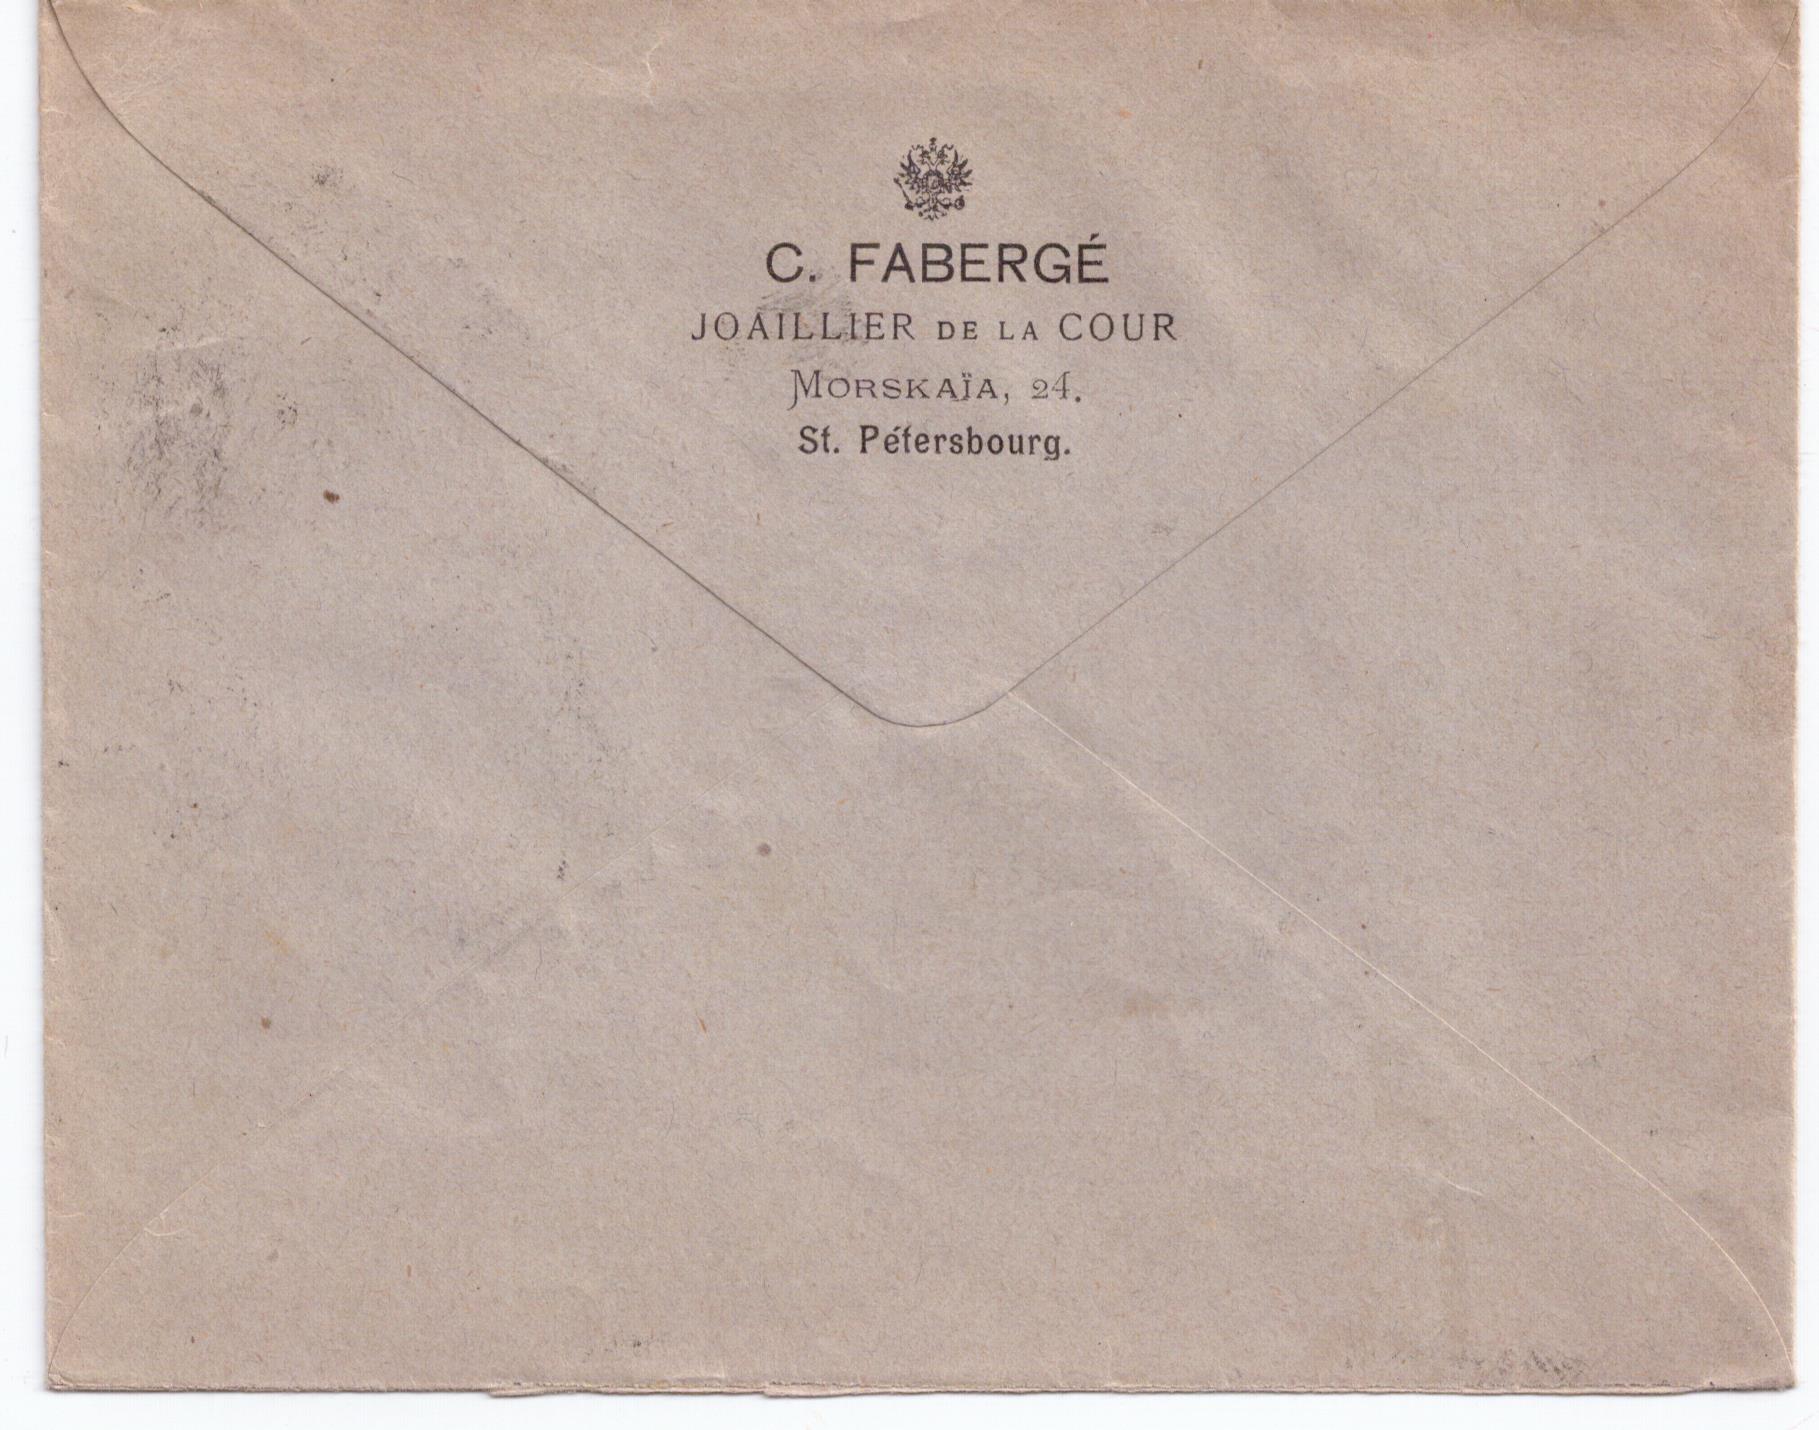 C. FABERGÉ
JOAILLIER DE LA COUR
MORSKAÏA, 24.
St. Pétersbourg.